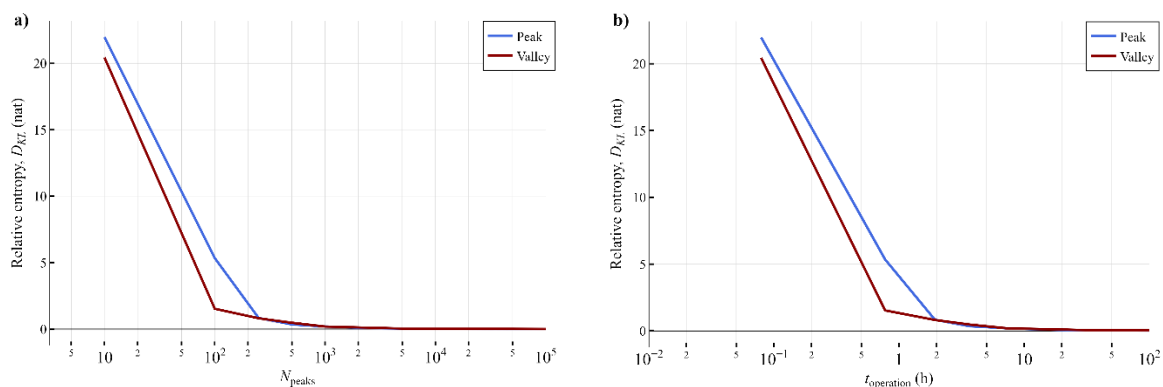 a)
Relative entropy, D_KL (nat)
20
15
10
5
0
Peak
Valley
5 10 2 5 10² 2 5 10³ 2 5 10⁴ 2 5 10⁵
N_peaks
b)
Relative entropy, D_KL (nat)
20
15
10
5
0
Peak
Valley
10⁻² 2 5 10⁻¹ 2 5 1 2 5 10 2 5 10²
t_operation (h)